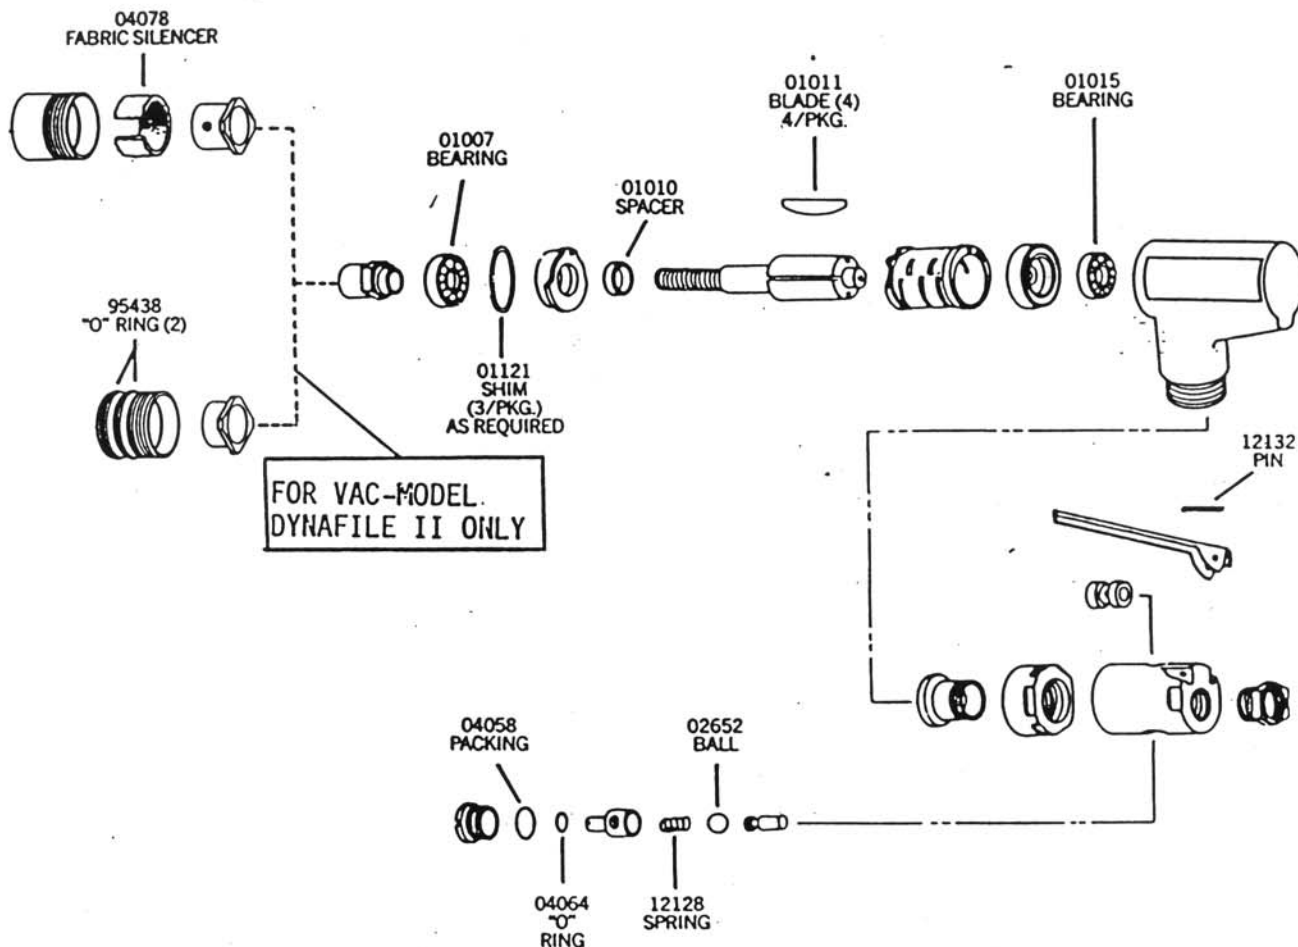 04078
FABRIC SILENCER
01011
BLADE (4)
4/PKG.
01015
BEARING
01007
BEARING
01010
SPACER
95438
"O" RING (2)
01121
SHIM
(3/PKG.)
AS REQUIRED
12132
PIN
FOR VAC-MODEL.
DYNAFILE II ONLY
04058
PACKING
02652
BALL
04064
"O"
RING
12128
SPRING